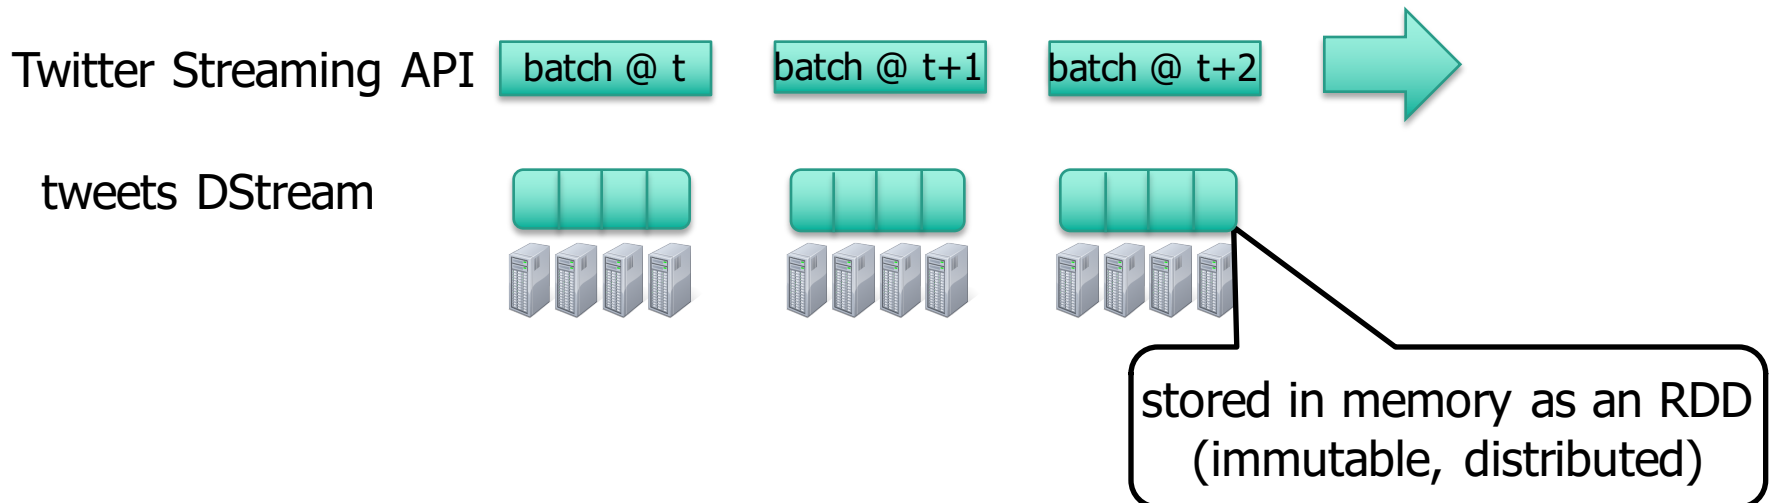 Twitter Streaming API
batch @ t
batch @ t+1
batch @ t+2
tweets DStream
stored in memory as an RDD
(immutable, distributed)